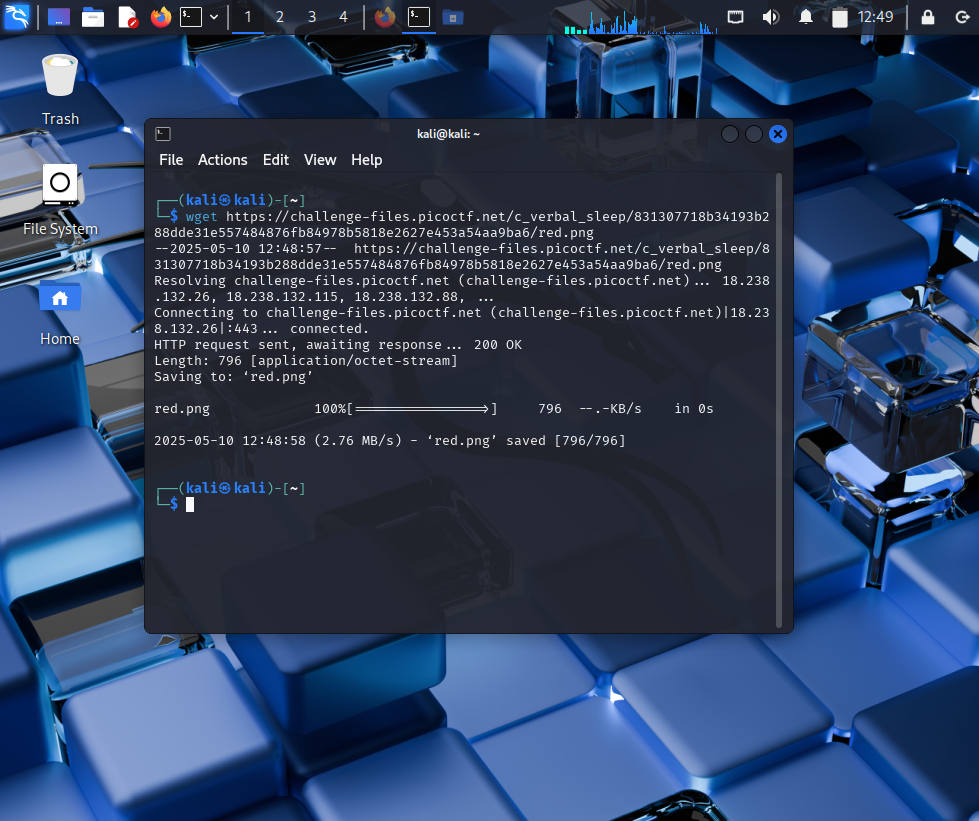 1 2 3 4
12:49
Trash
File System
Home
kali@kali: ~
File Actions Edit View Help
┌──(kali㉿kali)-[~]
└─$ wget https://challenge-files.picoctf.net/c_verbal_sleep/831307718b34193b2
88dde31e557484876fb84978b5818e2627e453a54aa9ba6/red.png
--2025-05-10 12:48:57--  https://challenge-files.picoctf.net/c_verbal_sleep/8
31307718b34193b288dde31e557484876fb84978b5818e2627e453a54aa9ba6/red.png
Resolving challenge-files.picoctf.net (challenge-files.picoctf.net)... 18.238
.132.26, 18.238.132.115, 18.238.132.88, ...
Connecting to challenge-files.picoctf.net (challenge-files.picoctf.net)|18.23
8.132.26|:443... connected.
HTTP request sent, awaiting response... 200 OK
Length: 796 [application/octet-stream]
Saving to: ‘red.png’
red.png             100%[================>]     796  --.-KB/s    in 0s
2025-05-10 12:48:58 (2.76 MB/s) - ‘red.png’ saved [796/796]
┌──(kali㉿kali)-[~]
└─$